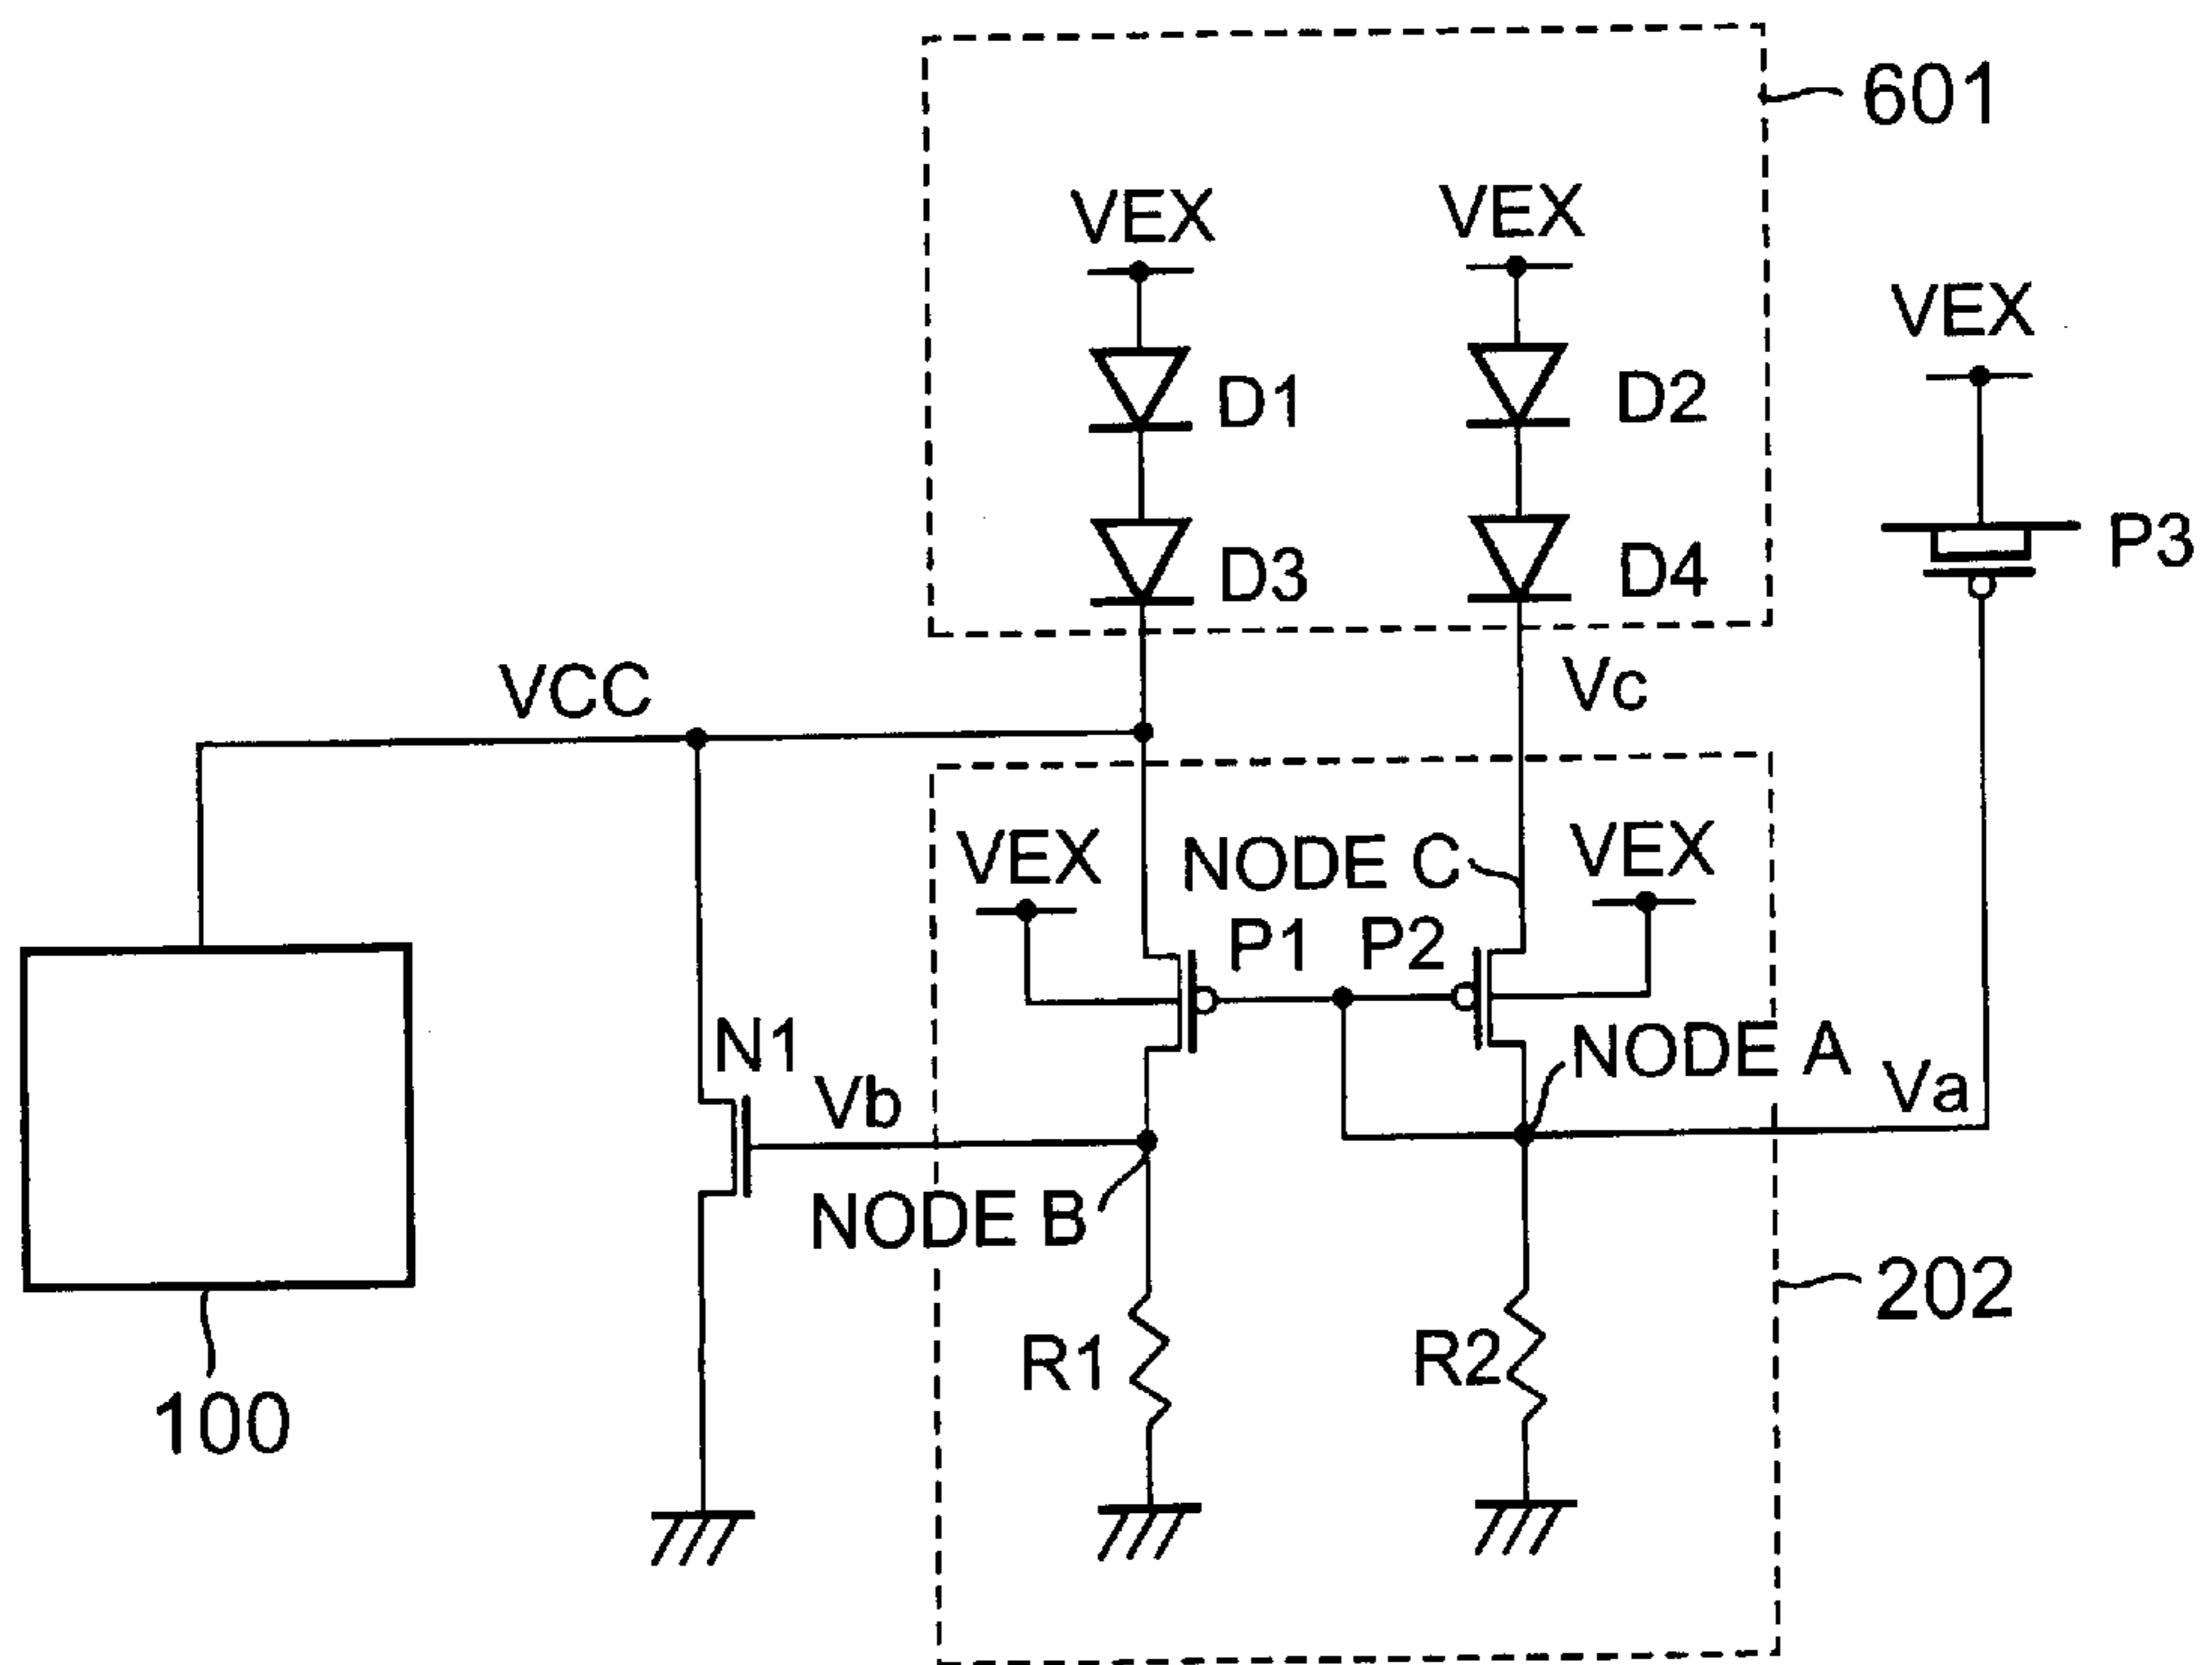 601
VEX
VEX
VEX
D1
D2
P3
D3
D4
VCC
Vc
VEX
NODE C
VEX
P1
P2
N1
NODE A
Vb
Va
NODE B
202
R1
R2
100